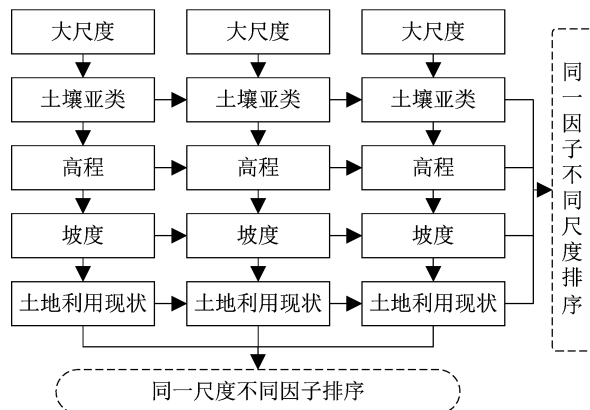 大尺度 大尺度 大尺度
土壤亚类 土壤亚类 土壤亚类
高程 高程 高程
坡度 坡度 坡度
土地利用现状 土地利用现状 土地利用现状
同一尺度不同因子排序
同一因子不同尺度排序